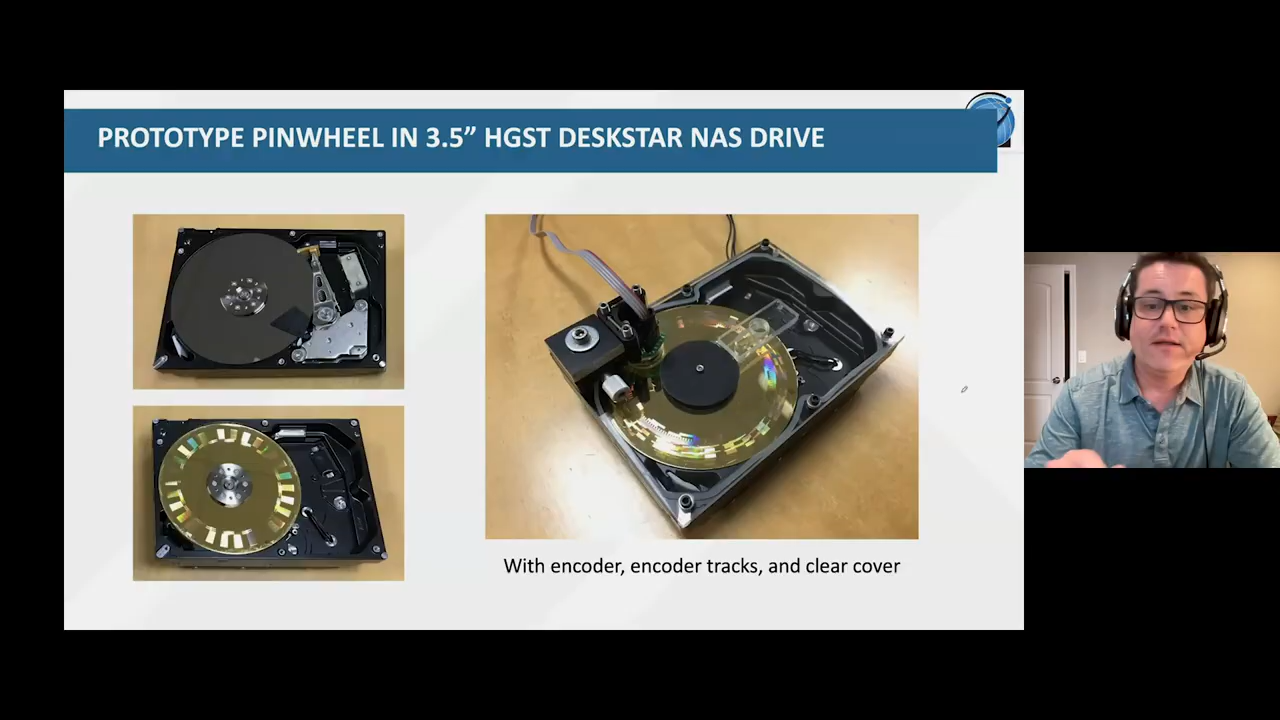 PROTOTYPE PINWHEEL IN 3.5” HGST DESKSTAR NAS DRIVE
With encoder, encoder tracks, and clear cover